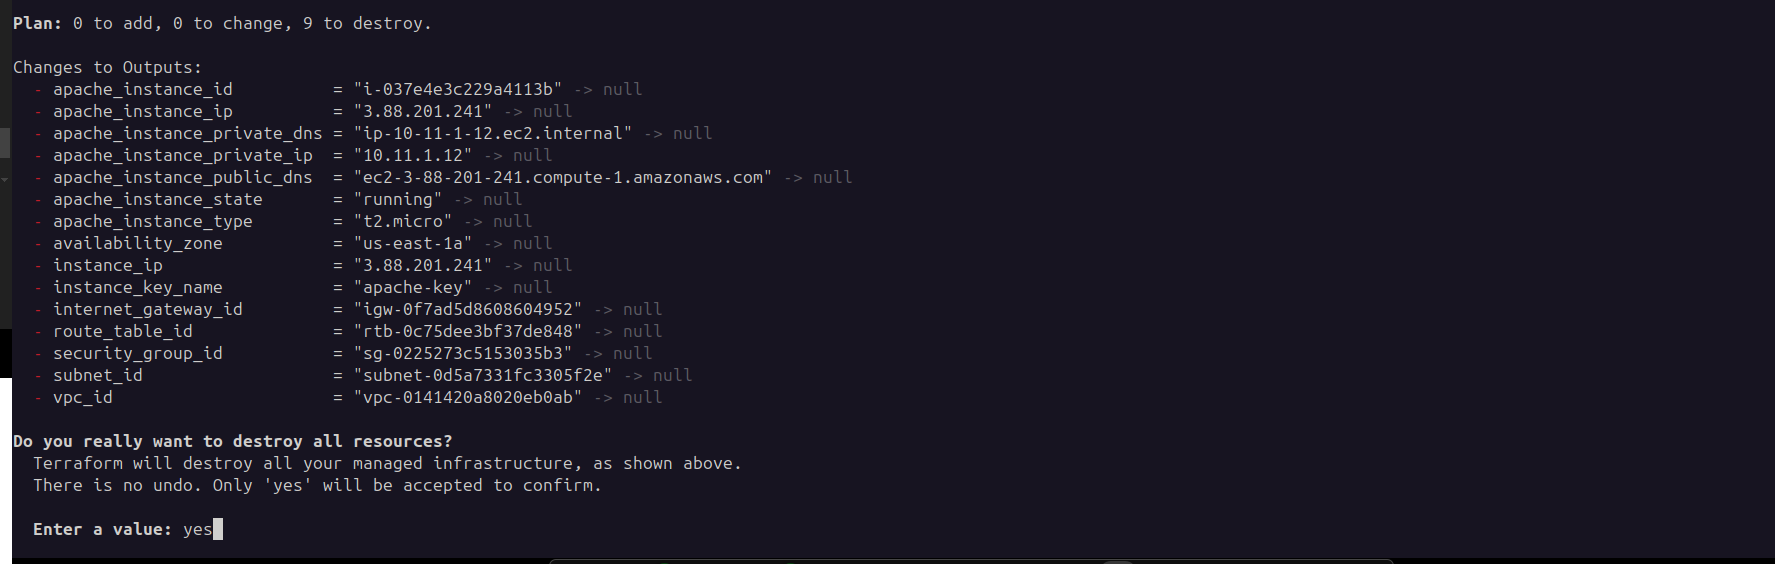 Plan: 0 to add, 0 to change, 9 to destroy.
Changes to Outputs:
- apache_instance_id = "i-037e4e3c229a4113b" -> null
- apache_instance_ip = "3.88.201.241" -> null
- apache_instance_private_dns = "ip-10-11-1-12.ec2.internal" -> null
- apache_instance_private_ip = "10.11.1.12" -> null
- apache_instance_public_dns = "ec2-3-88-201-241.compute-1.amazonaws.com" -> null
- apache_instance_state = "running" -> null
- apache_instance_type = "t2.micro" -> null
- availability_zone = "us-east-1a" -> null
- instance_ip = "3.88.201.241" -> null
- instance_key_name = "apache-key" -> null
- internet_gateway_id = "igw-0f7ad5d8608604952" -> null
- route_table_id = "rtb-0c75dee3bf37de848" -> null
- security_group_id = "sg-0225273c5153035b3" -> null
- subnet_id = "subnet-0d5a7331fc3305f2e" -> null
- vpc_id = "vpc-0141420a8020eb0ab" -> null
Do you really want to destroy all resources?
Terraform will destroy all your managed infrastructure, as shown above.
There is no undo. Only 'yes' will be accepted to confirm.
Enter a value: yes